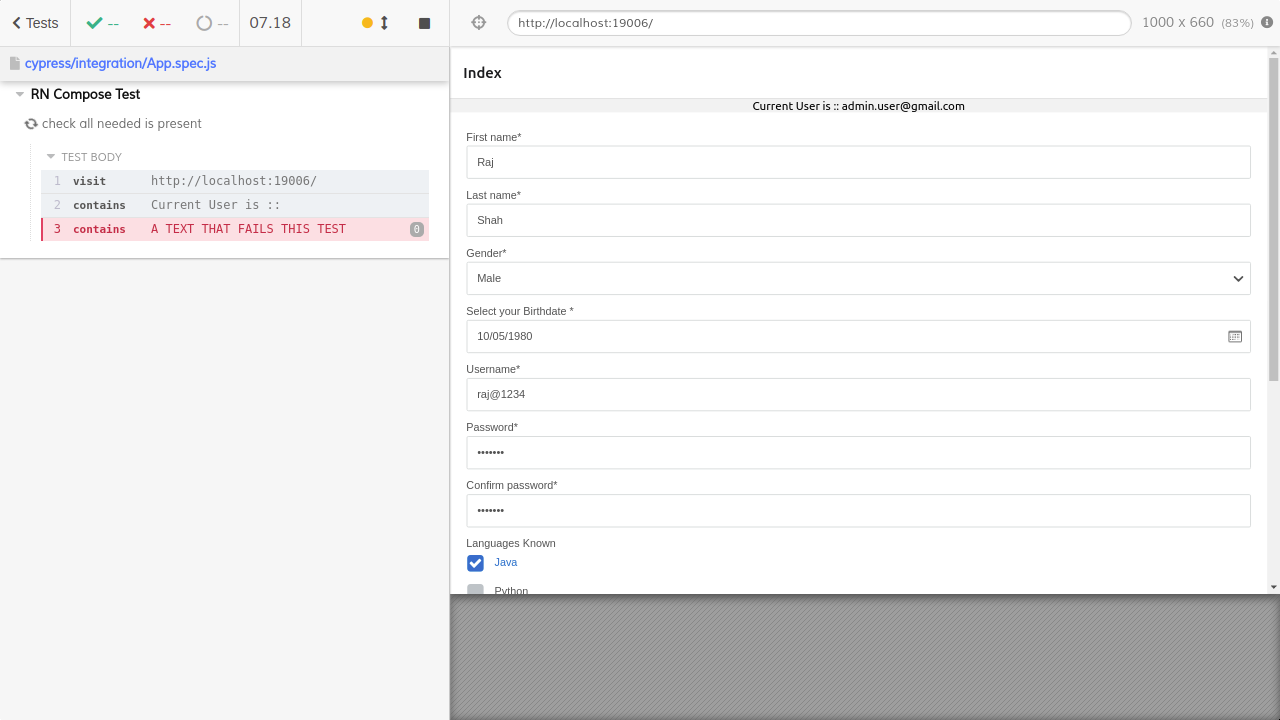 Tests
--
--
--
07.18
http://localhost:19006/
1000 x 660 (83%)
cypress/integration/App.spec.js
RN Compose Test
check all needed is present
TEST BODY
1 visit http://localhost:19006/
2 contains Current User is ::
3 contains A TEXT THAT FAILS THIS TEST 0
Index
Current User is :: admin.user@gmail.com
First name*
Raj
Last name*
Shah
Gender*
Male
Select your Birthdate *
10/05/1980
Username*
raj@1234
Password*
•••••••
Confirm password*
•••••••
Languages Known
Java
Python